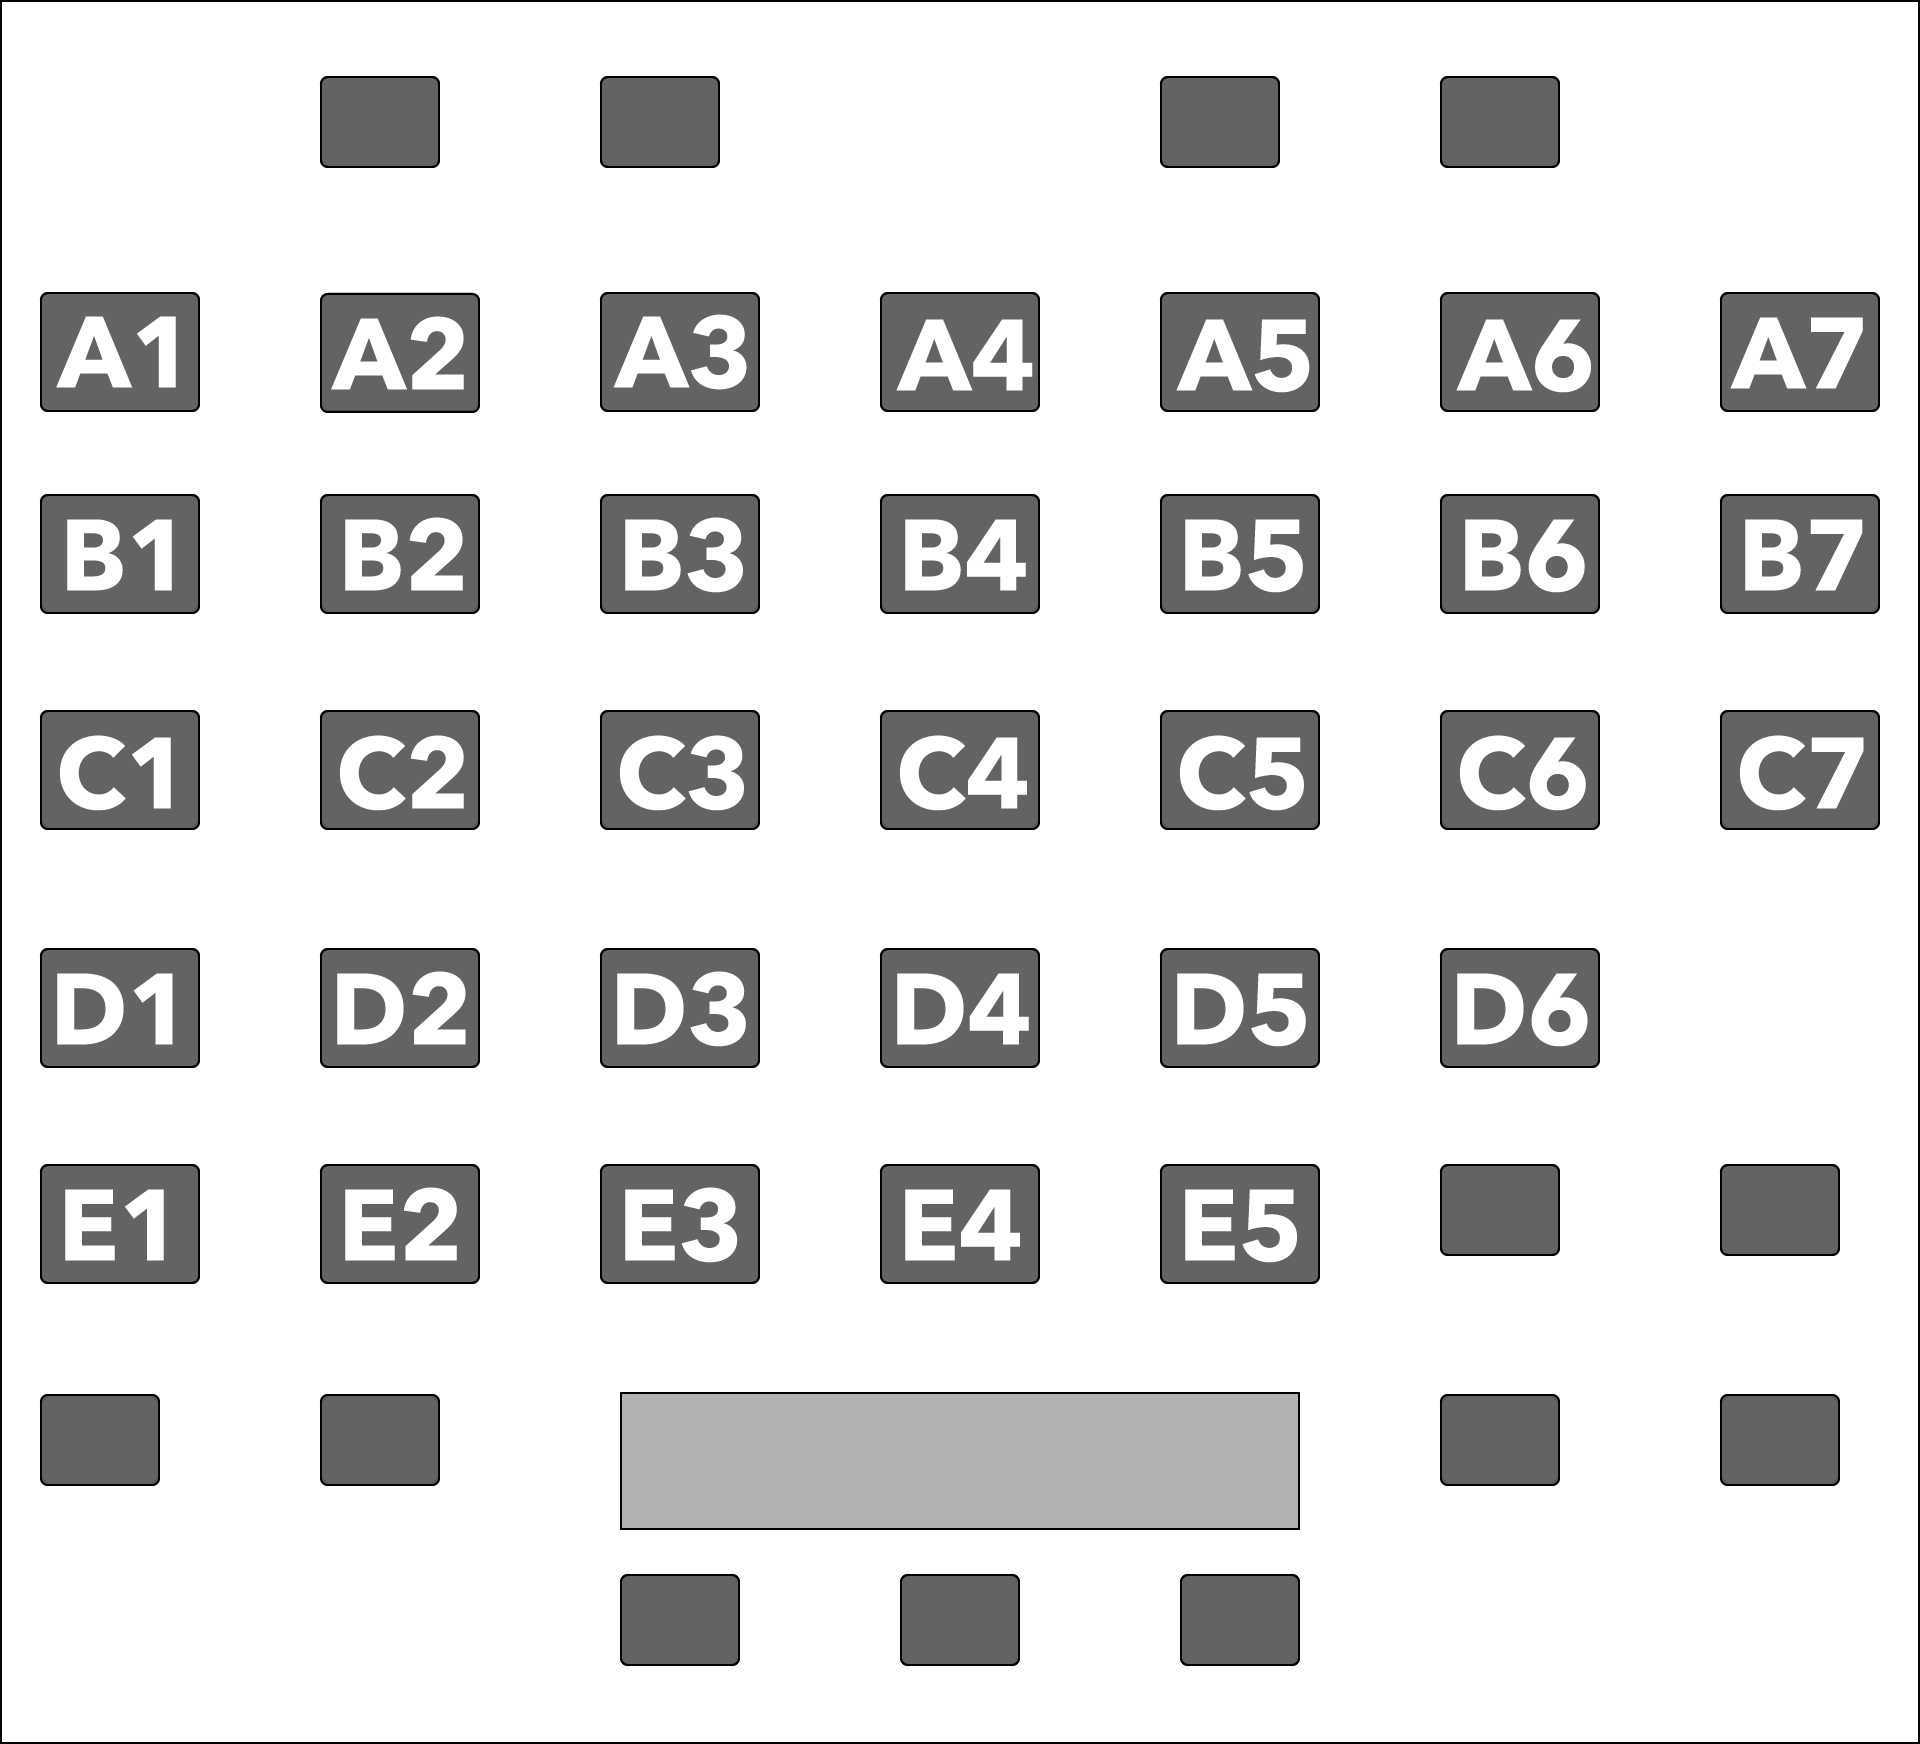 A1 A2 A3 A4 A5 A6 A7
B1 B2 B3 B4 B5 B6 B7
C1 C2 C3 C4 C5 C6 C7
D1 D2 D3 D4 D5 D6
E1 E2 E3 E4 E5